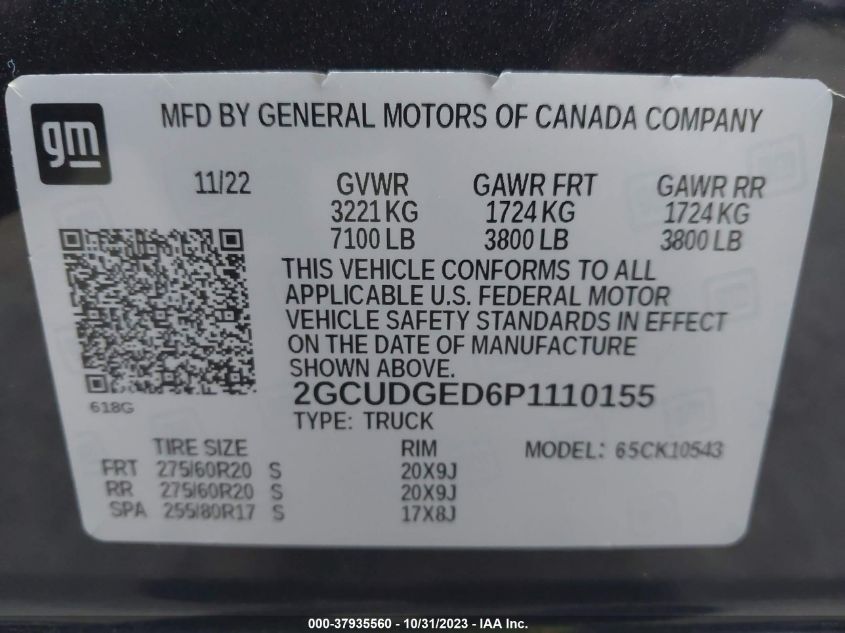 gm
MFD BY GENERAL MOTORS OF CANADA COMPANY
11/22 GVWR GAWR FRT GAWR RR
3221 KG 1724 KG 1724 KG
7100 LB 3800 LB 3800 LB
THIS VEHICLE CONFORMS TO ALL
APPLICABLE U.S. FEDERAL MOTOR
VEHICLE SAFETY STANDARDS IN EFFECT
ON THE DATE OF MANUFACTURE
SHOWN ABOVE.
2GCUDGED6P1110155
618G
TYPE: TRUCK
TIRE SIZE RIM MODEL: 65CK10543
FRT 275/60R20 S 20X9J
RR 275/60R20 S 20X9J
SPA 255/80R17 S 17X8J
000-37935560 - 10/31/2023 - IAA Inc.